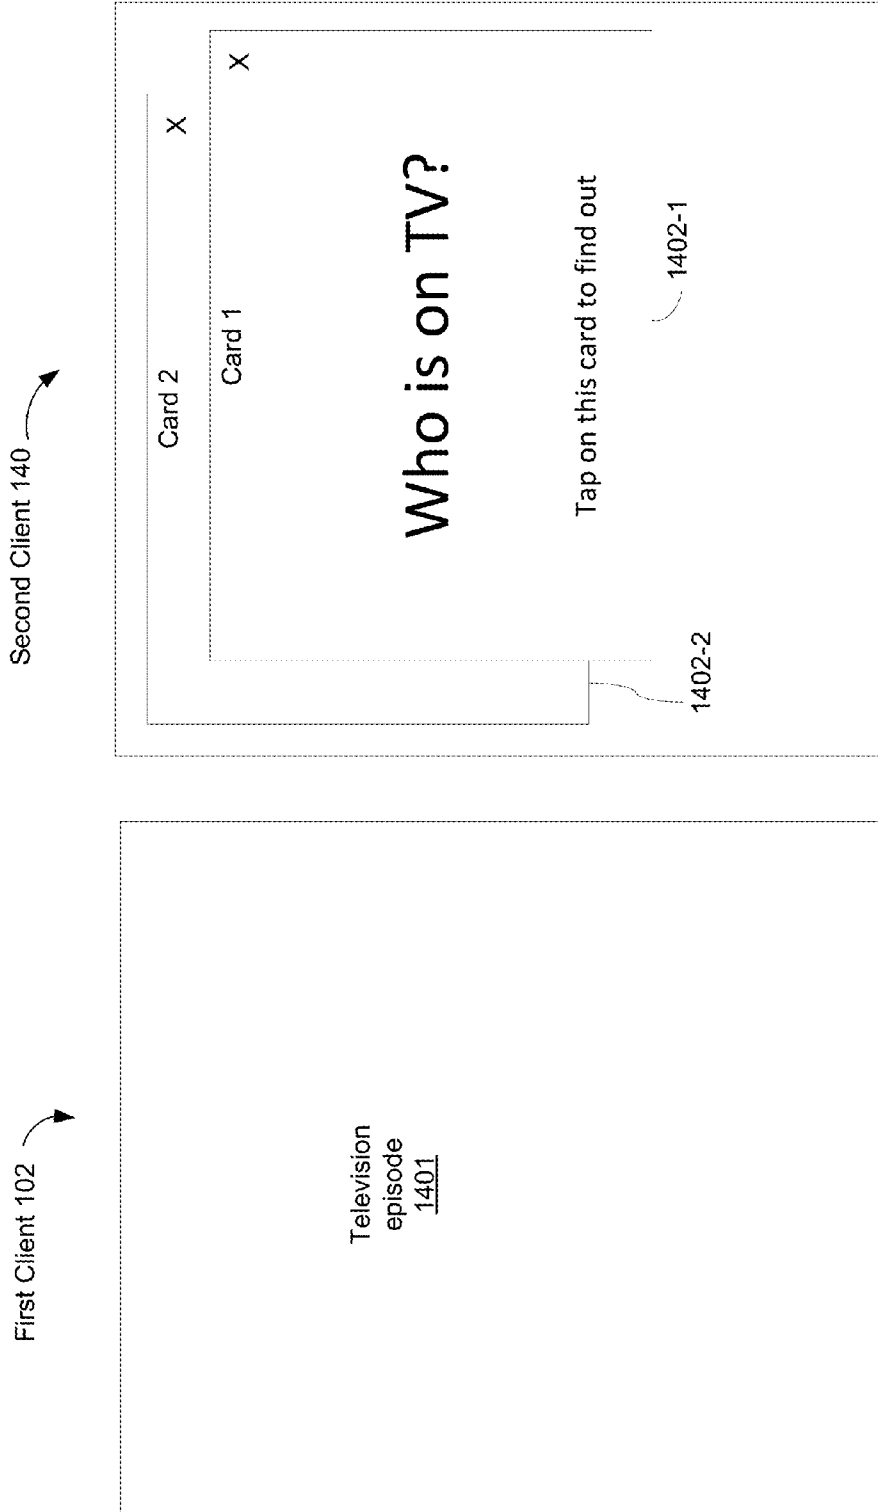 First Client 102
Television
episode
1401
Second Client 140
Card 2
X
Card 1
X
Who is on TV?
Tap on this card to find out
1402-1
1402-2